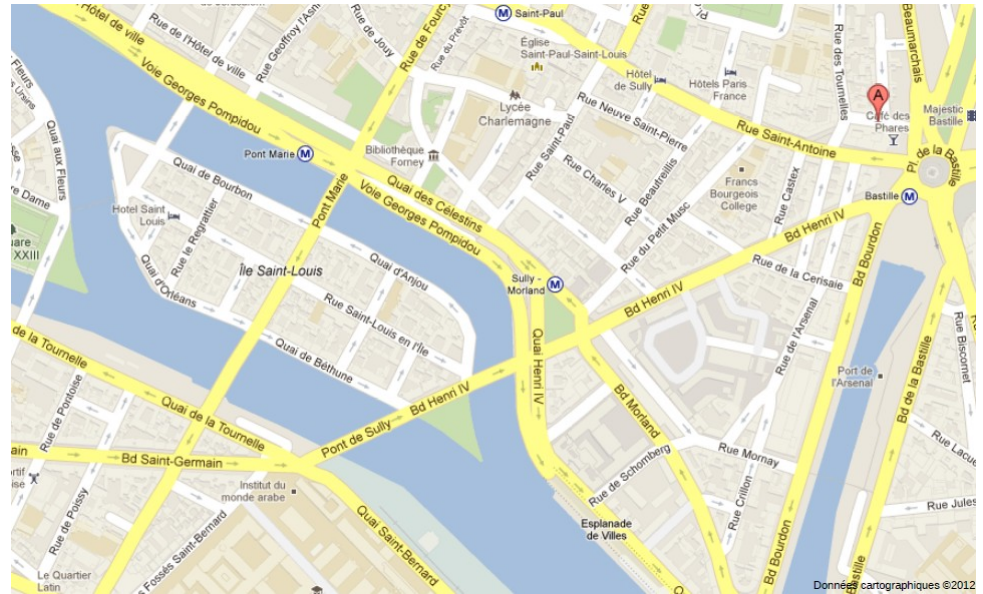 Hôtel de ville
Rue de l'Hôtel de ville
Voie Georges Pompidou
Rue Geoffroy l'Asn
Rue de Jouy
Rue de Fourcy
Rue du Prévôt
M Saint-Paul
Église
Saint-Paul-Saint-Louis
Hôtel
de Sully
Hôtels Paris
France
Rue des Tournelles
Beaumarchais
A
Café des
Phares
Majestic
Bastille
Lycée
Charlemagne
Rue Neuve Saint-Pierre
Rue Saint-Antoine
Pl. de la Bastille
Bastille M
Pont Marie M
Bibliothèque
Forney
Rue Saint-Paul
Rue Charles V
Rue Beautreillis
Francs
Bourgeois
College
Rue Castex
Quai aux Fleurs
Fleurs
Ursins
re Dame
uare
XXIII
Quai de Bourbon
Pont Marie
Quai des Célestins
Voie Georges Pompidou
Rue du Petit Musc
Bd Henri IV
Bd Bourdon
Hotel Saint
Louis
Rue le Regrattier
Île Saint-Louis
Quai d'Anjou
Quai d'Orléans
Rue Saint-Louis en l'Île
Quai de Béthune
Sully -
Morland
M
Bd Henri IV
Rue de la Cerisaie
Rue de l'Arsenal
Quai Henri IV
Port de
l'Arsenal
Rue Biscornet
Bd de la Bastille
de la Tournelle
Rue de Pontoise
Quai de la Tournelle
Bd Henri IV
Pont de Sully
Bd Morland
Rue Mornay
Rue Lacue
ain
Bd Saint-Germain
Rue de Schomberg
Rue Crillon
Rue Jules
Institut du
monde arabe
Rue de Poissy
Fossés Saint-Bernard
Quai Saint-Bernard
Esplanade
de Villes
Bd Bourdon
Bastille
Le Quartier
Latin
Données cartographiques ©2012